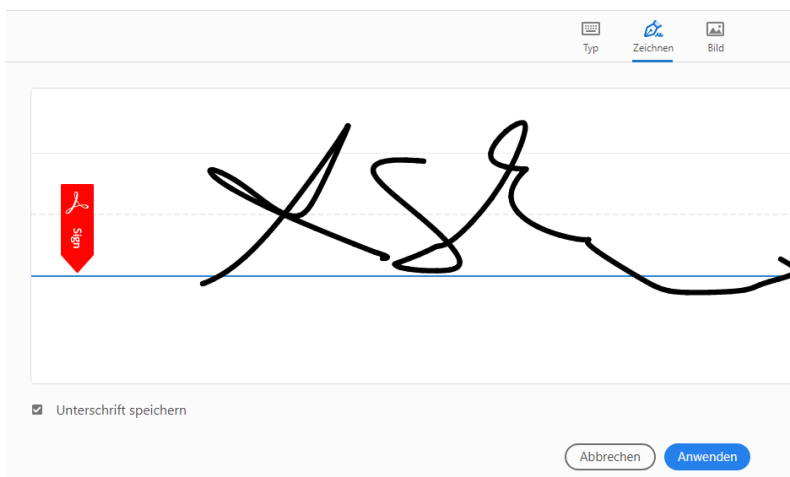 Typ Zeichnen Bild
Sign
Unterschrift speichern
Abbrechen Anwenden